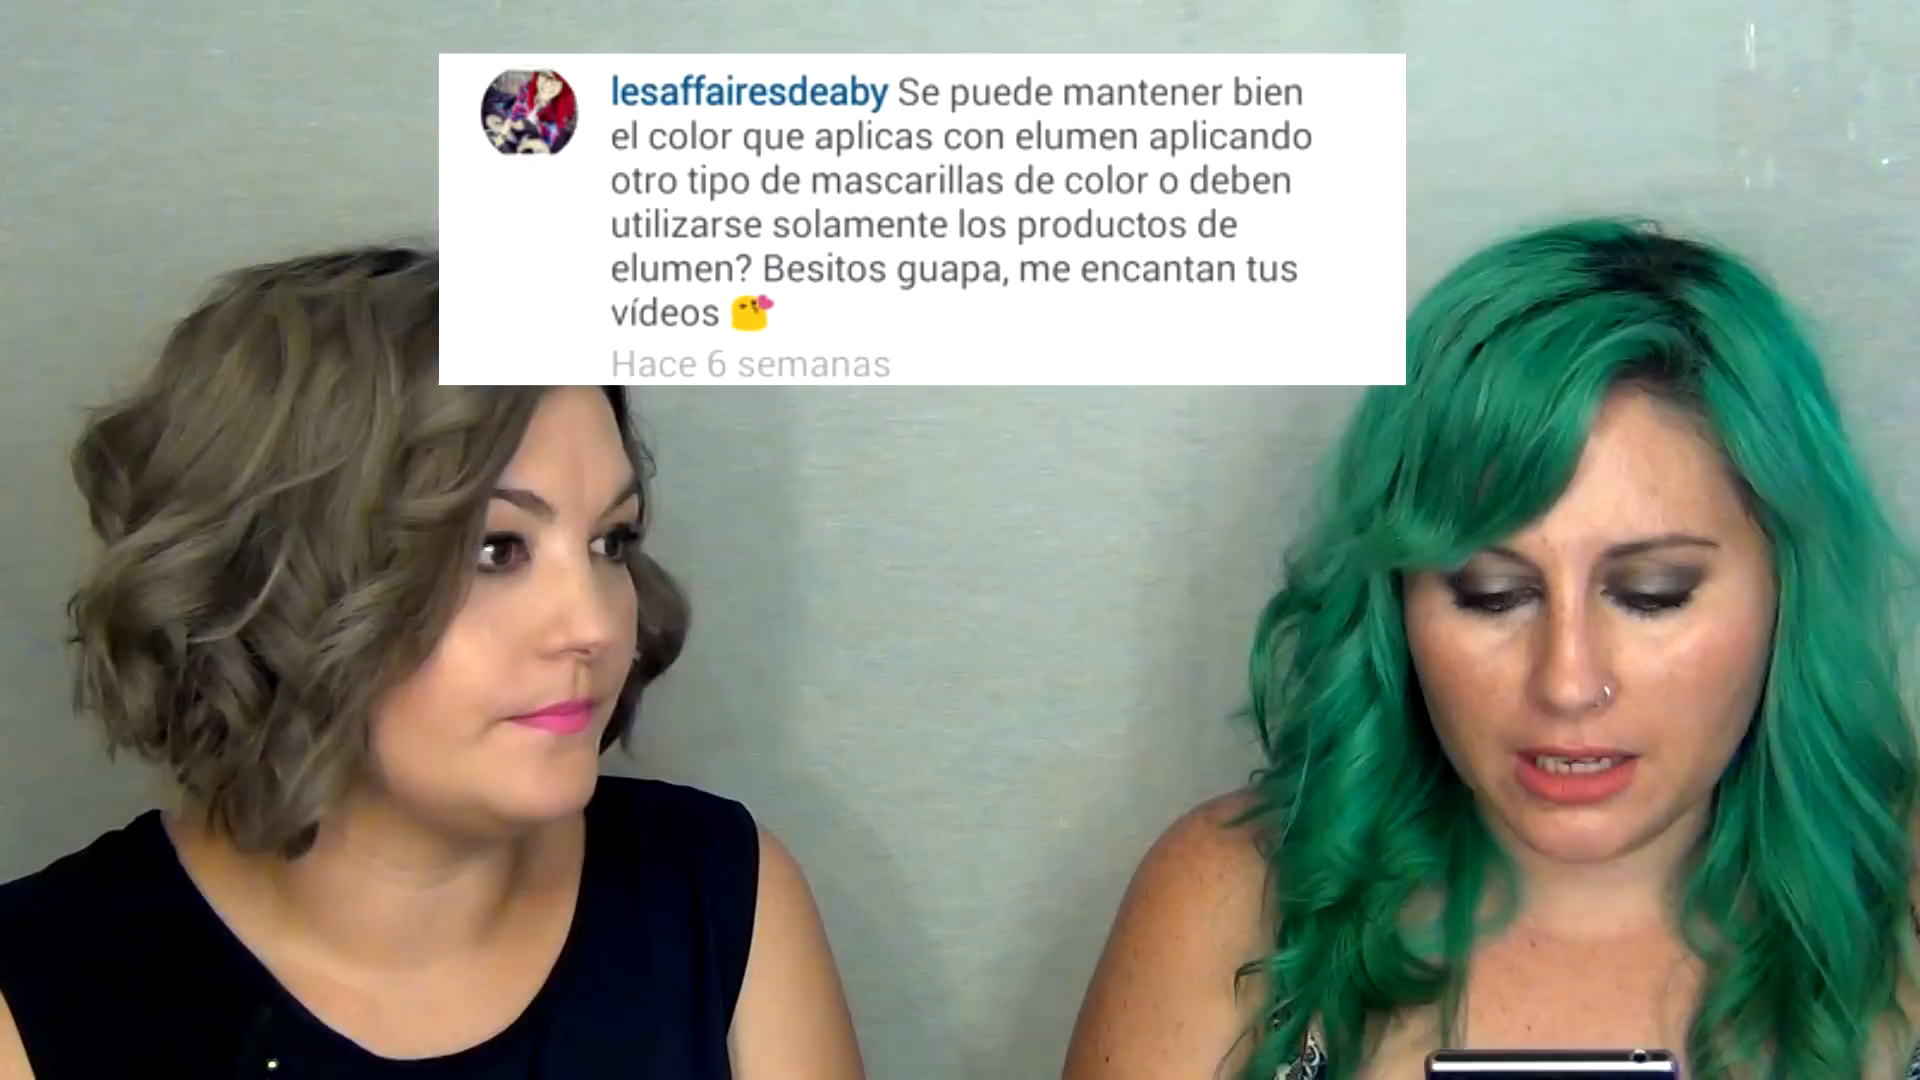 lesaffairesdeaby Se puede mantener bien
el color que aplicas con elumen aplicando
otro tipo de mascarillas de color o deben
utilizarse solamente los productos de
elumen? Besitos guapa, me encantan tus
vídeos 😘
Hace 6 semanas